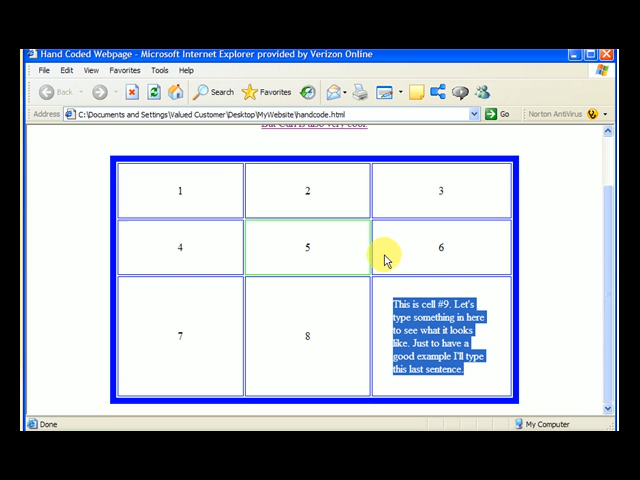 Hand Coded Webpage - Microsoft Internet Explorer provided by Verizon Online
File Edit View Favorites Tools Help
Back Search Favorites
Address C:\Documents and Settings\Valued Customer\Desktop\MyWebsite\handcode.html Go Norton AntiVirus
1 2 3
4 5 6
7 8
This is cell #9. Let's
type something in here
to see what it looks
like. Just to have a
good example I'll type
this last sentence.
Done My Computer